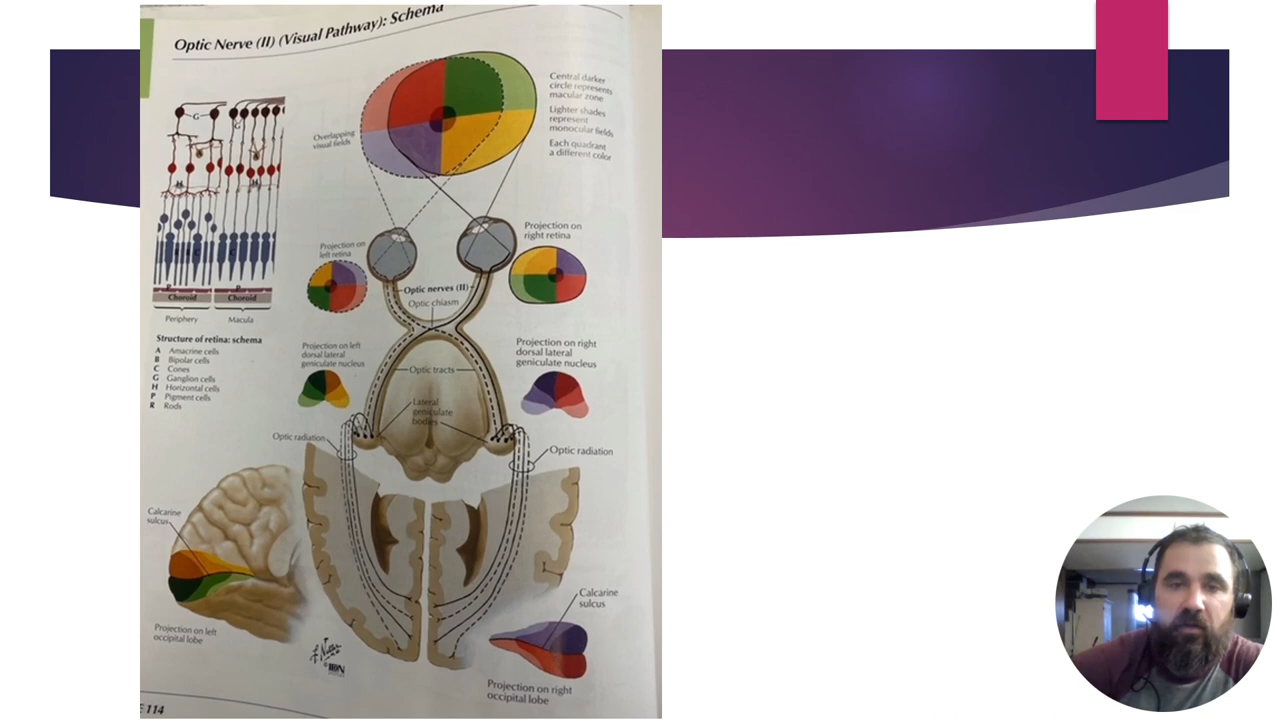 Optic Nerve (II) (Visual Pathway): Schema
Central darker
circle represents
macular zone
Lighter shades
represent
monocular fields
Each quadrant
a different color
Overlapping
visual fields
G
G
Projection on
left retina
Projection on
right retina
Optic nerves (II)
Optic chiasm
Choroid
Choroid
Periphery
Macula
Structure of retina: schema
A Amacrine cells
B Bipolar cells
C Cones
G Ganglion cells
H Horizontal cells
P Pigment cells
R Rods
Projection on left
dorsal lateral
geniculate nucleus
Projection on right
dorsal lateral
geniculate nucleus
Optic tracts
Lateral
geniculate
bodies
Optic radiation
Optic radiation
Calcarine
sulcus
Projection on left
occipital lobe
Calcarine
sulcus
Projection on right
occipital lobe
114